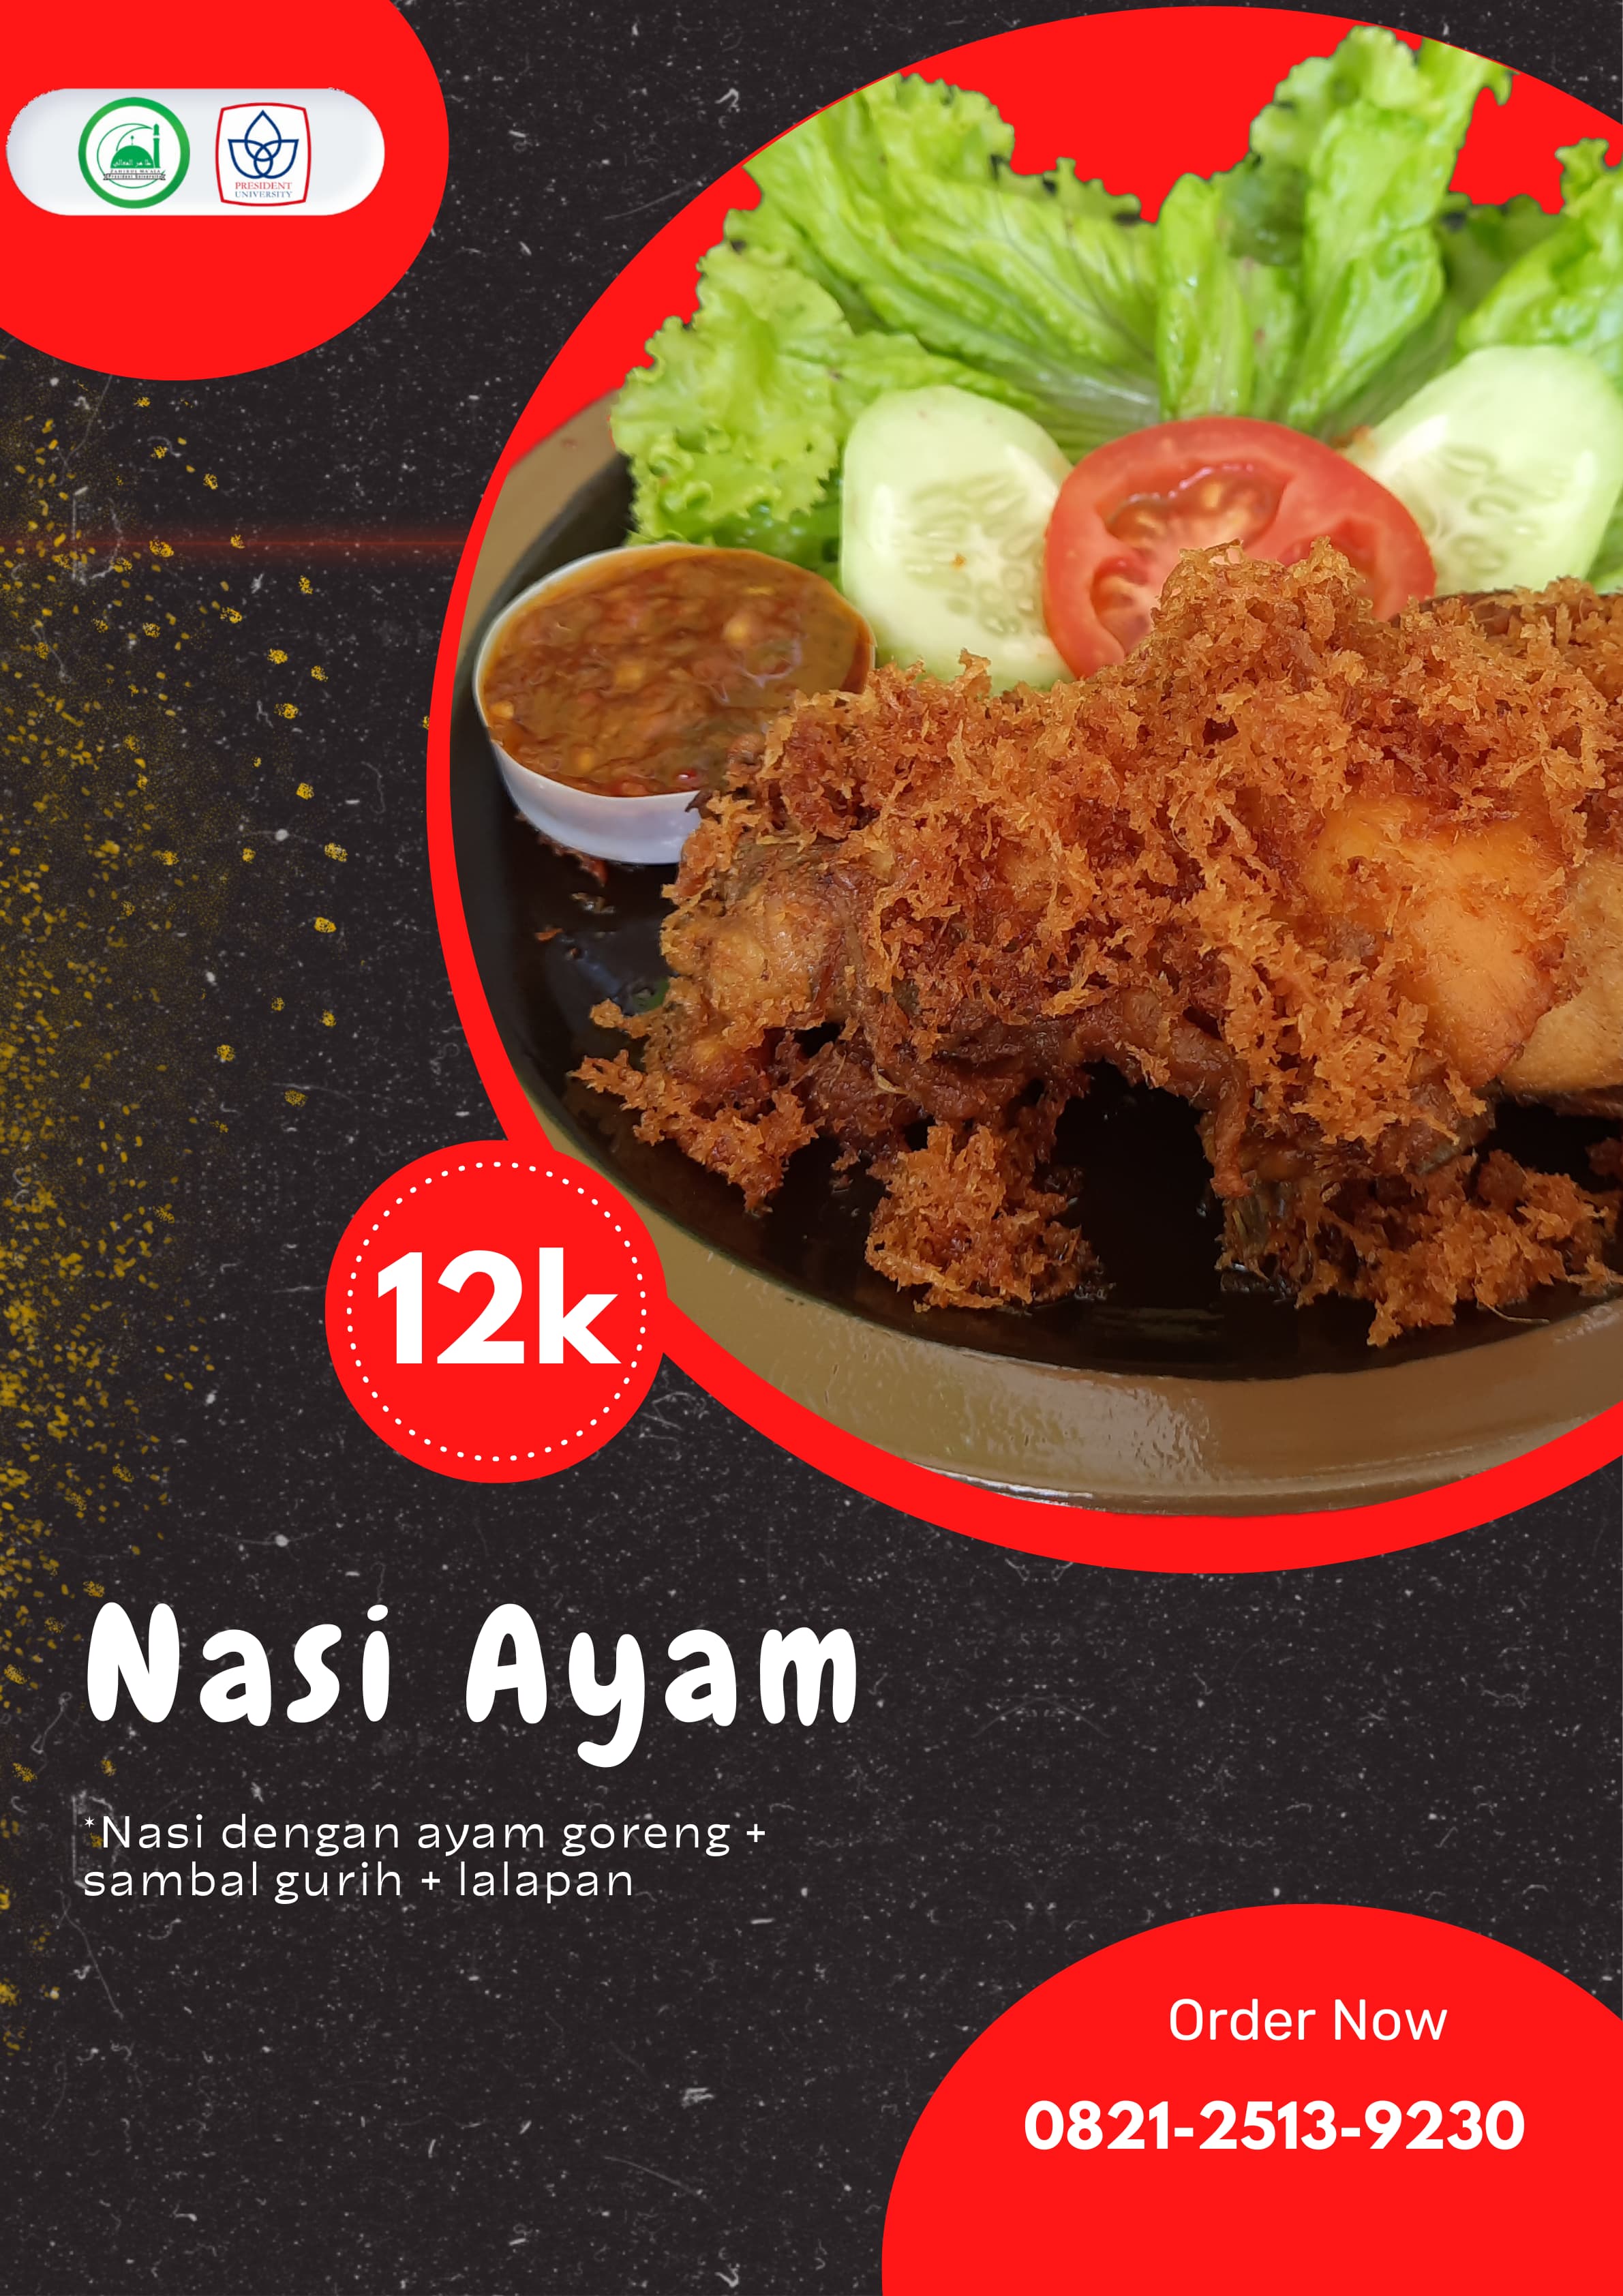 PRESIDENT
UNIVERSITY
12k
Nasi Ayam
*Nasi dengan ayam goreng +
sambal gurih + lalapan
Order Now
0821-2513-9230